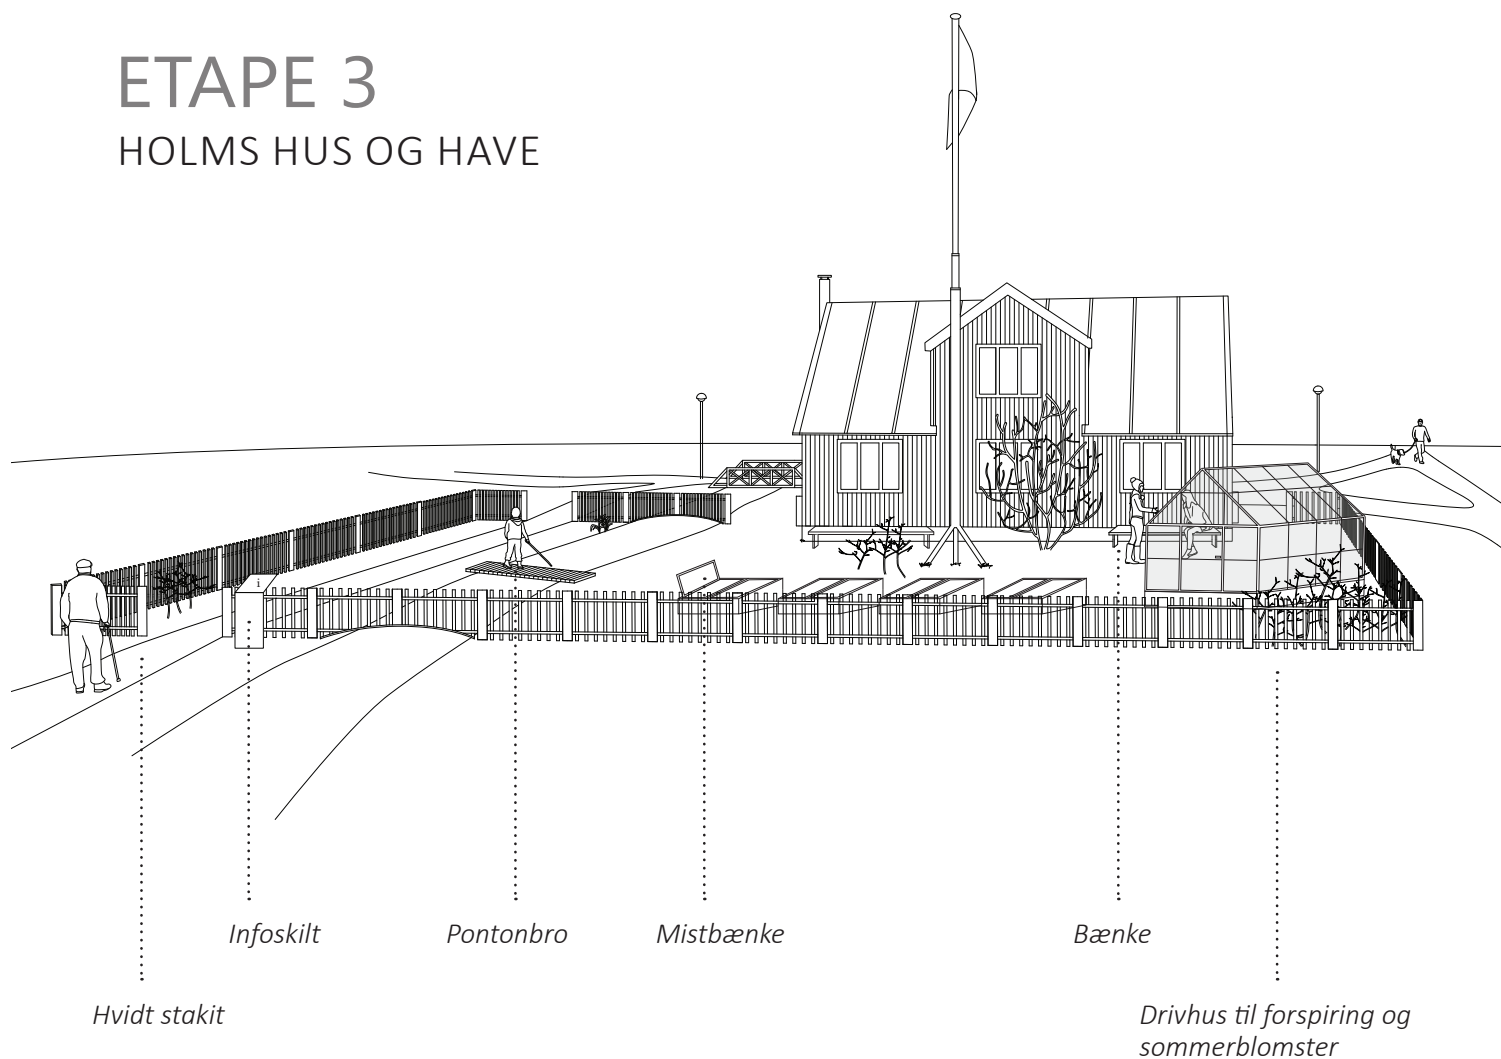 ETAPE 3
HOLMS HUS OG HAVE
i
Infoskilt
Pontonbro
Mistbænke
Bænke
Hvidt stakit
Drivhus til forspiring og
sommerblomster